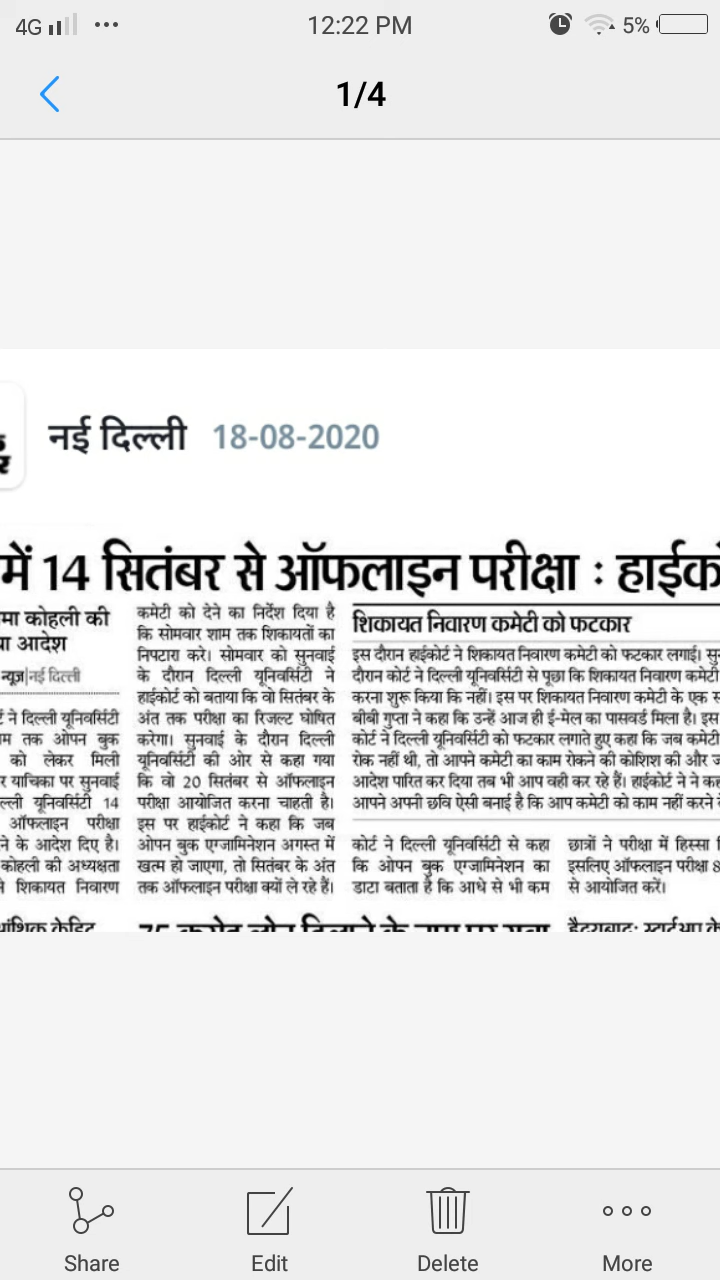 4G ••• 12:22 PM 5%
1/4
नई दिल्ली 18-08-2020
में 14 सितंबर से ऑफलाइन परीक्षा : हाईको
मा कोहली की
आदेश
न्यूज|नई दिल्ली
ने दिल्ली यूनिवर्सिटी
म तक ओपन बुक
को लेकर मिली
र याचिका पर सुनवाई
ल्ली यूनिवर्सिटी 14
ऑफलाइन परीक्षा
ने के आदेश दिए है।
कोहली की अध्यक्षता
शिकायत निवारण
कमेटी को देने का निर्देश दिया है
कि सोमवार शाम तक शिकायतों का
निपटारा करे। सोमवार को सुनवाई
के दौरान दिल्ली यूनिवर्सिटी ने
हाईकोर्ट को बताया कि वो सितंबर के
अंत तक परीक्षा का रिजल्ट घोषित
करेगा। सुनवाई के दौरान दिल्ली
यूनिवर्सिटी की ओर से कहा गया
कि वो 20 सितंबर से ऑफलाइन
परीक्षा आयोजित करना चाहती है।
इस पर हाईकोर्ट ने कहा कि जब
ओपन बुक एग्जामिनेशन अगस्त में
खत्म हो जाएगा, तो सितंबर के अंत
तक ऑफलाइन परीक्षा क्यों ले रहे हैं।
शिकायत निवारण कमेटी को फटकार
इस दौरान हाईकोर्ट ने शिकायत निवारण कमेटी को फटकार लगाई। सु
दौरान कोर्ट ने दिल्ली यूनिवर्सिटी से पूछा कि शिकायत निवारण कमेटी
करना शुरू किया कि नहीं। इस पर शिकायत निवारण कमेटी के एक स
बीबी गुप्ता ने कहा कि उन्हें आज ही ई-मेल का पासवर्ड मिला है। इस
कोर्ट ने दिल्ली यूनिवर्सिटी को फटकार लगाते हुए कहा कि जब कमेटी
रोक नहीं थी, तो आपने कमेटी का काम रोकने की कोशिश की और ज
आदेश पारित कर दिया तब भी आप वही कर रहे हैं। हाईकोर्ट ने ने कह
आपने अपनी छवि ऐसी बनाई है कि आप कमेटी को काम नहीं करने दे
कोर्ट ने दिल्ली यूनिवर्सिटी से कहा
कि ओपन बुक एग्जामिनेशन का
डाटा बताता है कि आधे से भी कम
छात्रों ने परीक्षा में हिस्सा
इसलिए ऑफलाइन परीक्षा 8
से आयोजित करें।
Share Edit Delete More